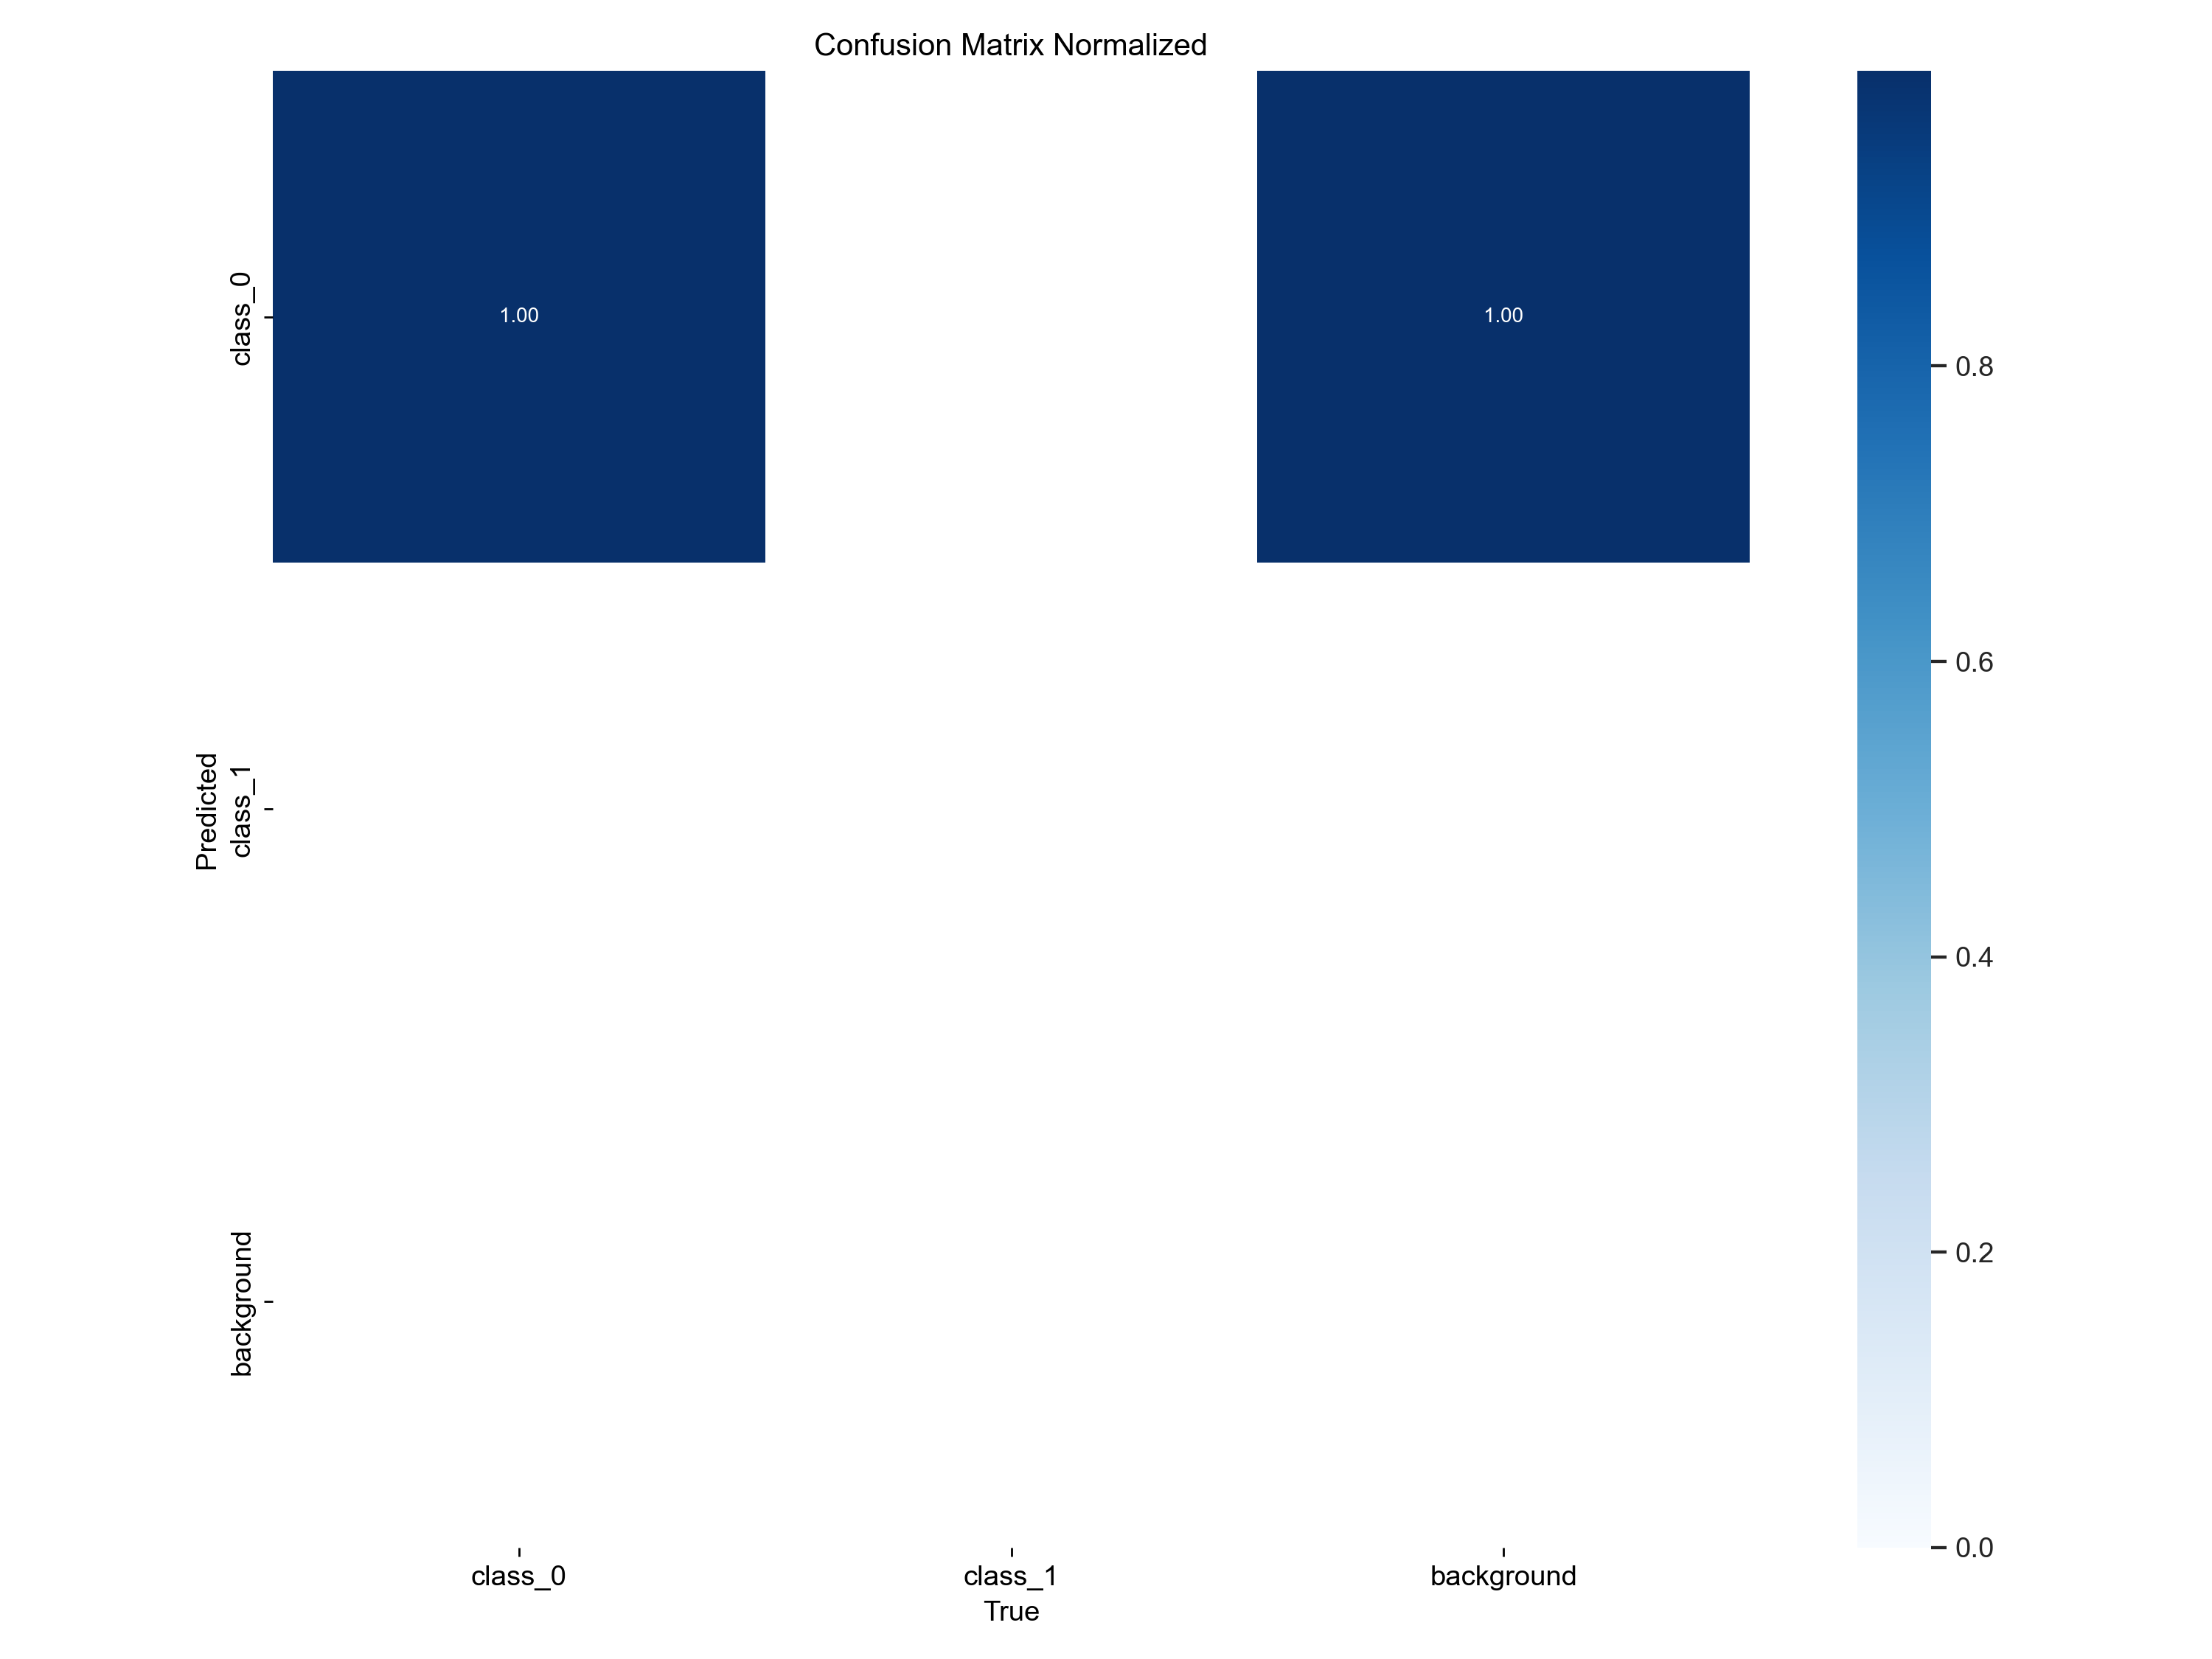 Confusion Matrix Normalized
class_0
1.00
1.00
0.8
0.6
Predicted
class_1
0.4
background
0.2
0.0
class_0
class_1
background
True